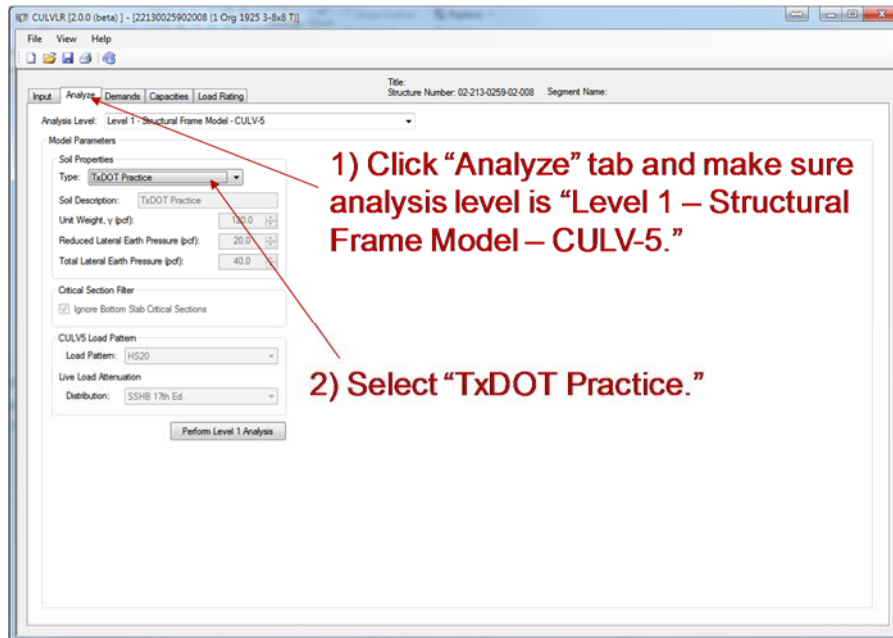 CULVLR [2.0.0 (beta) ] - [22130025902008 (1 Org 1925 3-8x8 T)]
File View Help
Title:
Structure Number: 02-213-0259-02-008 Segment Name:
Input Analyze Demands Capacities Load Rating
Analysis Level: Level 1 - Structural Frame Model - CULV-5
Model Parameters
Soil Properties
Type: TxDOT Practice
Soil Description: TxDOT Practice
Unit Weight, γ (pcf): 120.0
Reduced Lateral Earth Pressure (pcf): 20.0
Total Lateral Earth Pressure (pcf): 40.0
Critical Section Filter
Ignore Bottom Slab Critical Sections
CULV5 Load Pattern
Load Pattern: HS20
Live Load Attenuation
Distribution: SSHB 17th Ed.
Perform Level 1 Analysis
1) Click “Analyze” tab and make sure
analysis level is “Level 1 – Structural
Frame Model – CULV-5.”
2) Select “TxDOT Practice.”